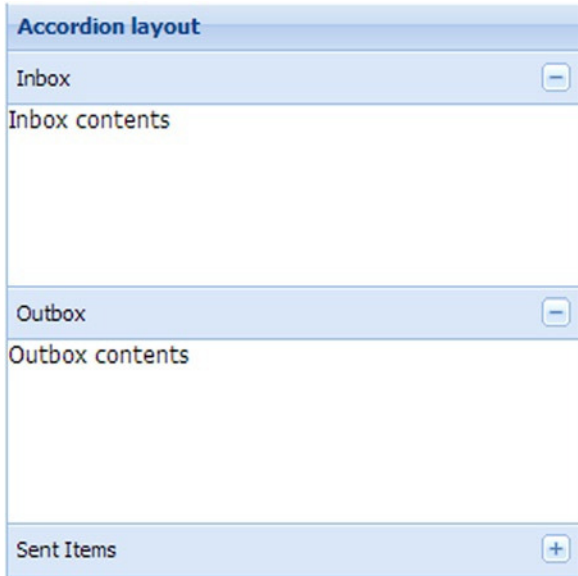 Accordion layout
Inbox
Inbox contents
Outbox
Outbox contents
Sent Items